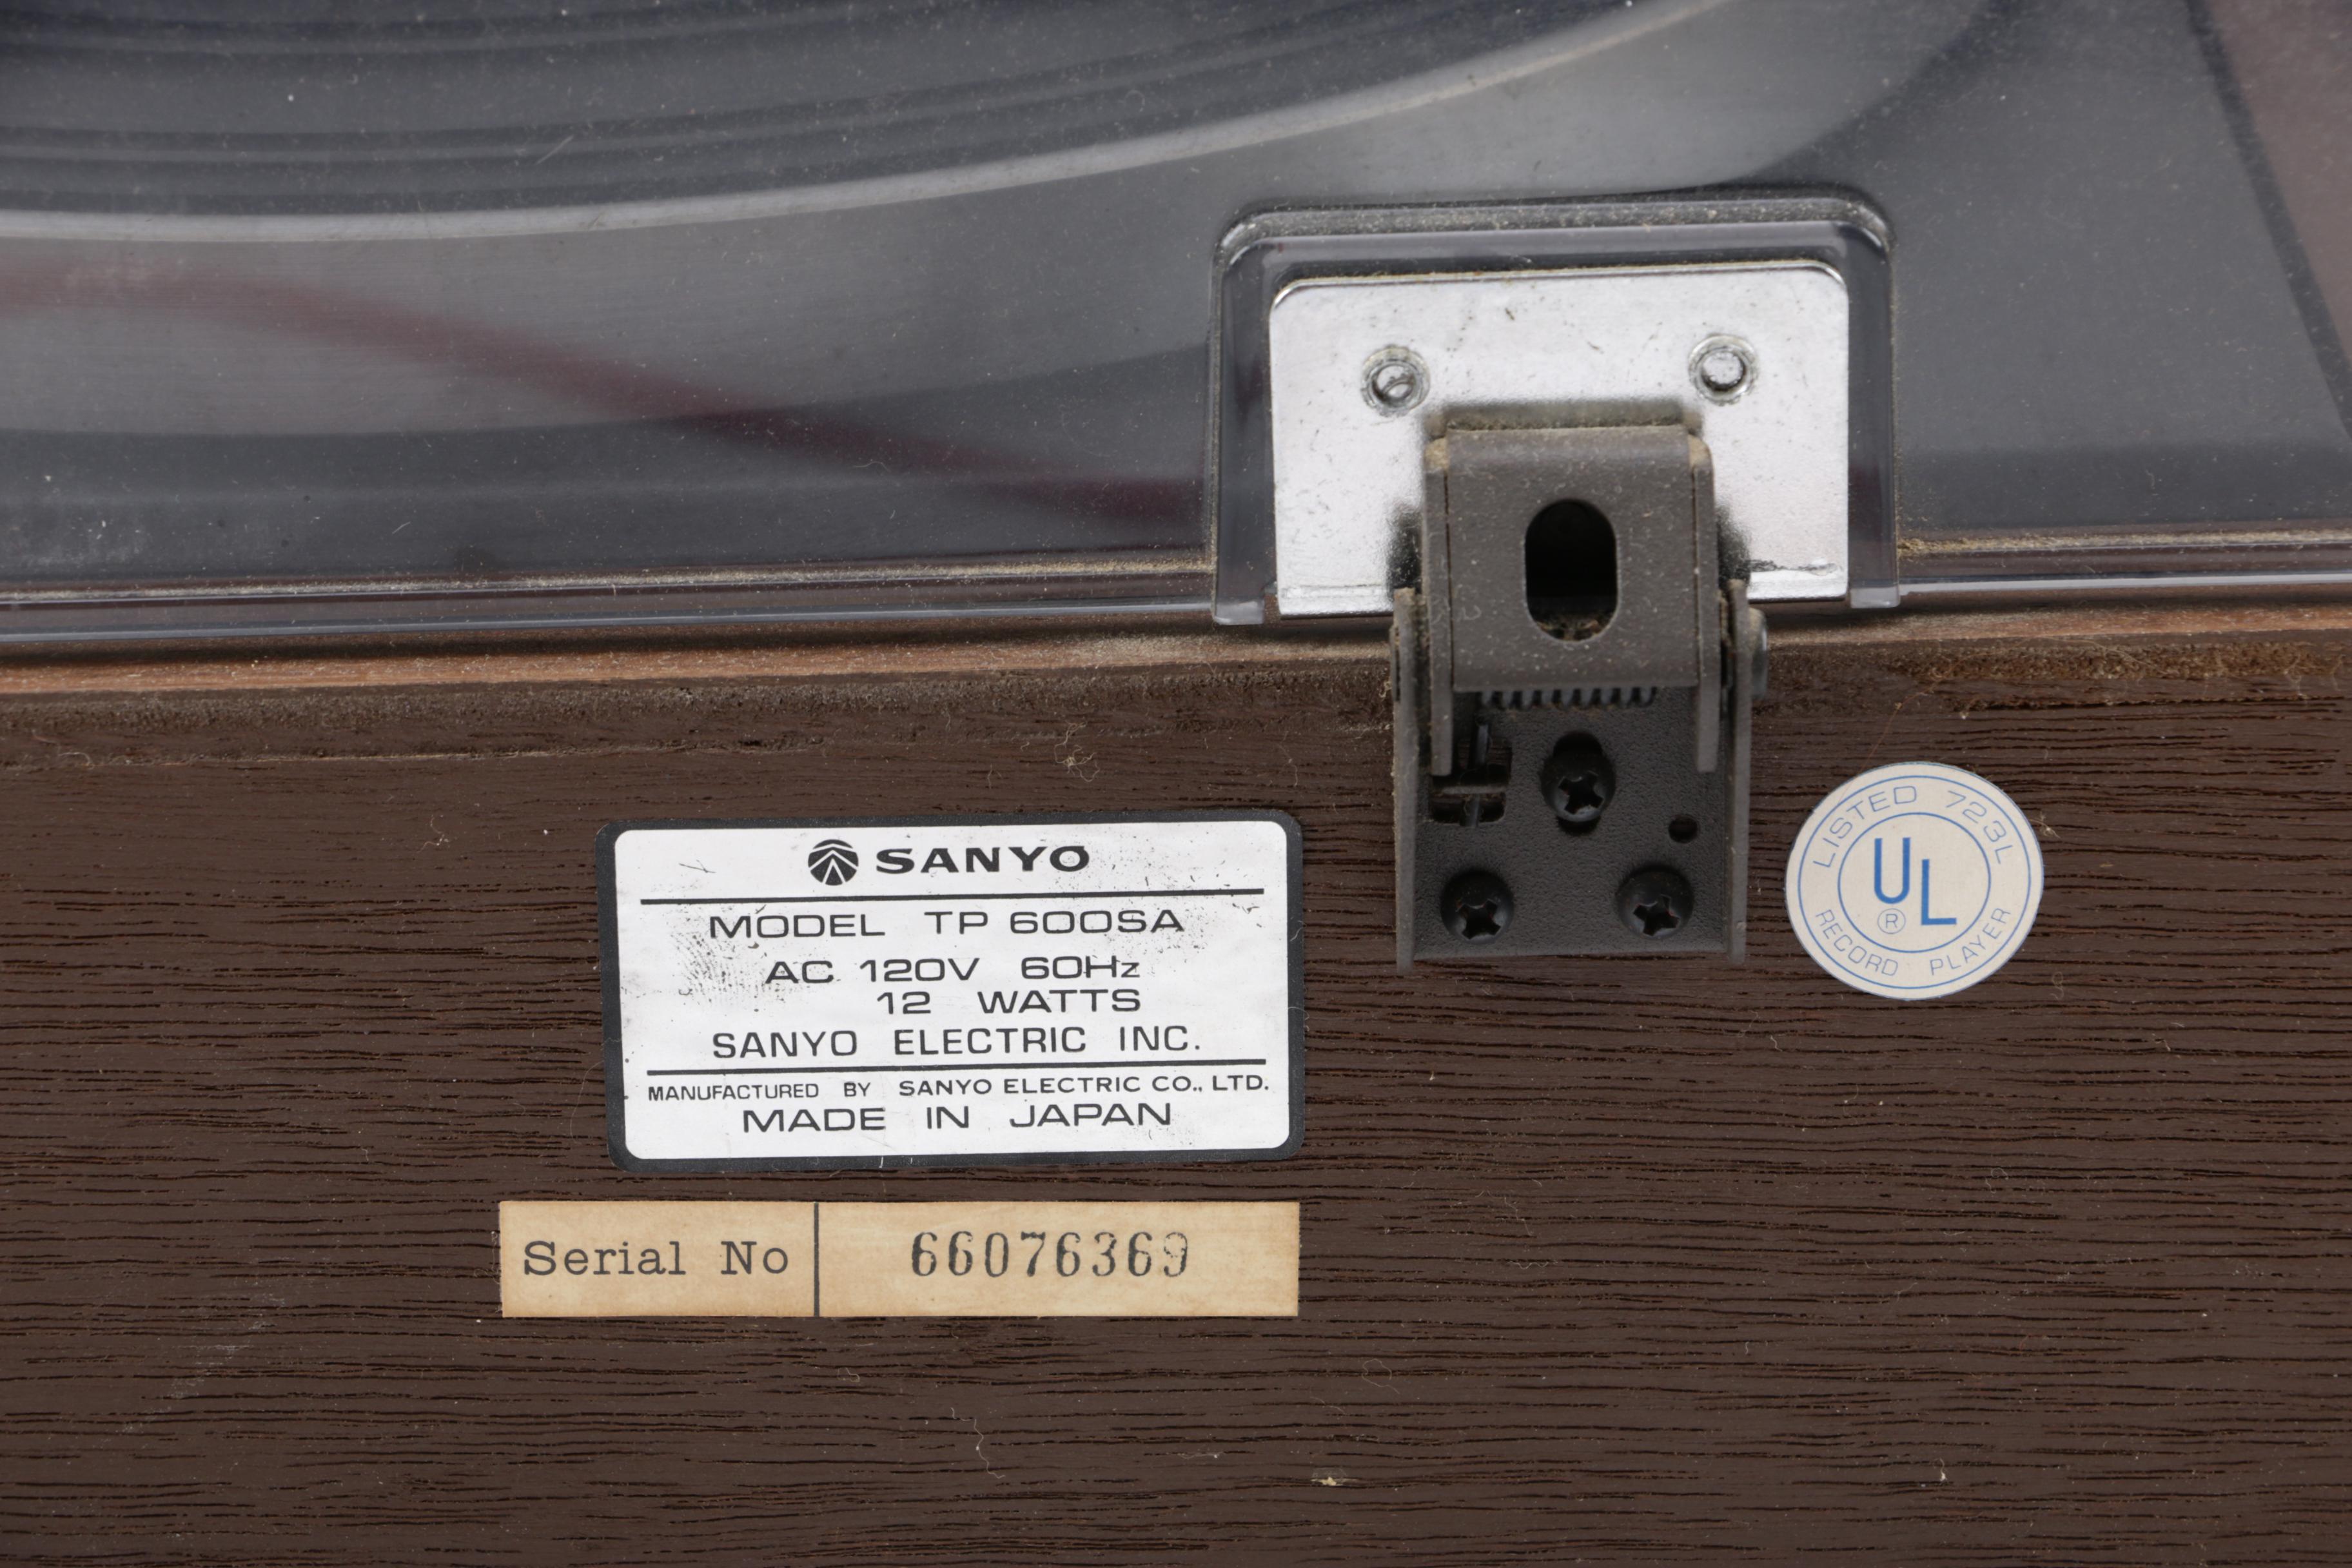 SANYO
MODEL TP 600SA
AC 120V 60Hz
12 WATTS
SANYO ELECTRIC INC.
MANUFACTURED BY SANYO ELECTRIC CO., LTD.
MADE IN JAPAN
Serial No 66076369
LISTED 723L
UL
®
RECORD PLAYER